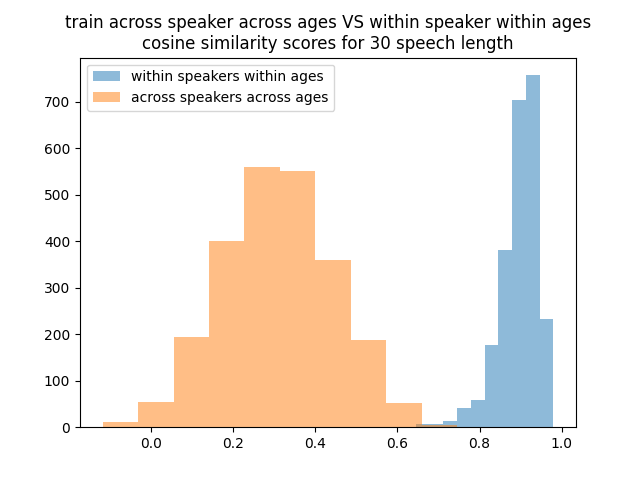 train across speaker across ages VS within speaker within ages
cosine similarity scores for 30 speech length
within speakers within ages
across speakers across ages
700
600
500
400
300
200
100
0
0.0 0.2 0.4 0.6 0.8 1.0